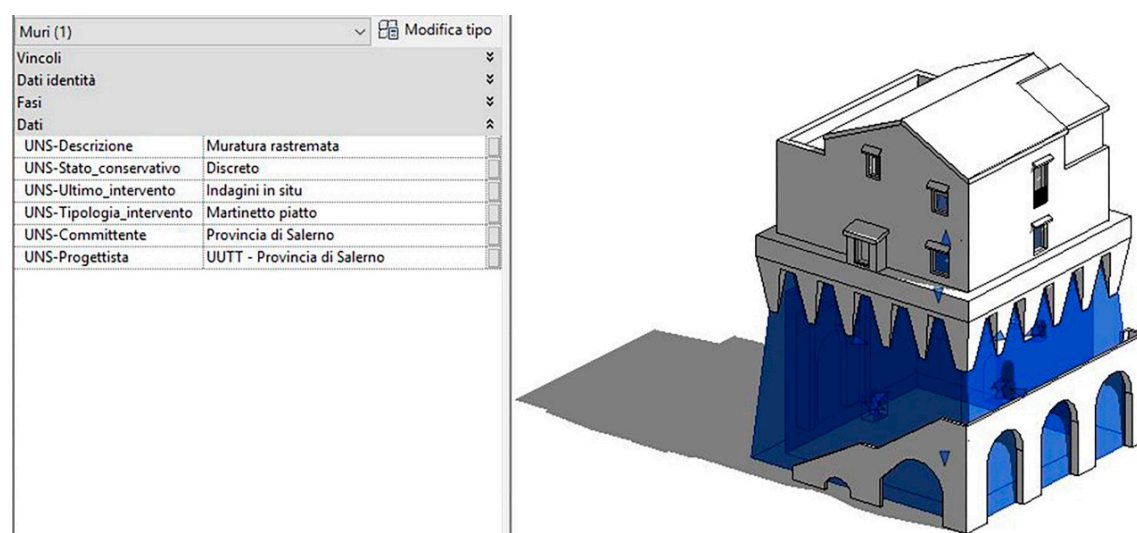 Muri (1) Modifica tipo
Vincoli
Dati identità
Fasi
Dati
UNS-Descrizione Muratura rastremata
UNS-Stato_conservativo Discreto
UNS-Ultimo_intervento Indagini in situ
UNS-Tipologia_intervento Martinetto piatto
UNS-Committente Provincia di Salerno
UNS-Progettista UUTT - Provincia di Salerno